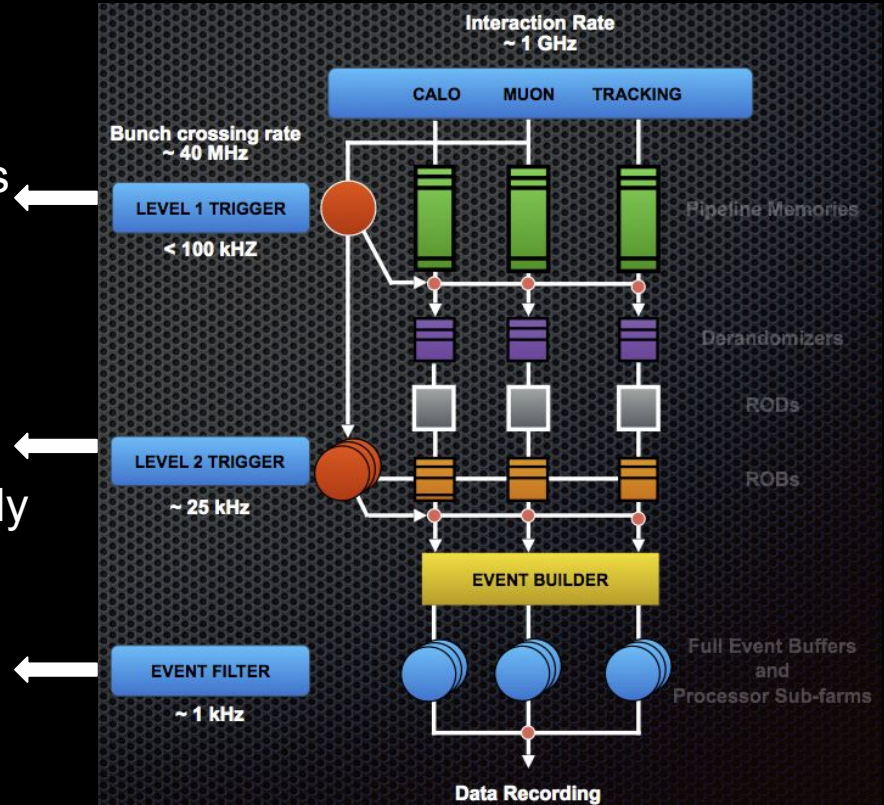 Interaction Rate
~ 1 GHz
CALO MUON TRACKING
Bunch crossing rate
~ 40 MHz
s
LEVEL 1 TRIGGER
< 100 kHZ
Pipeline Memories
Derandomizers
RODs
LEVEL 2 TRIGGER
~ 25 kHz
ROBs
ly
EVENT BUILDER
EVENT FILTER
~ 1 kHz
Full Event Buffers
and
Processor Sub-farms
Data Recording